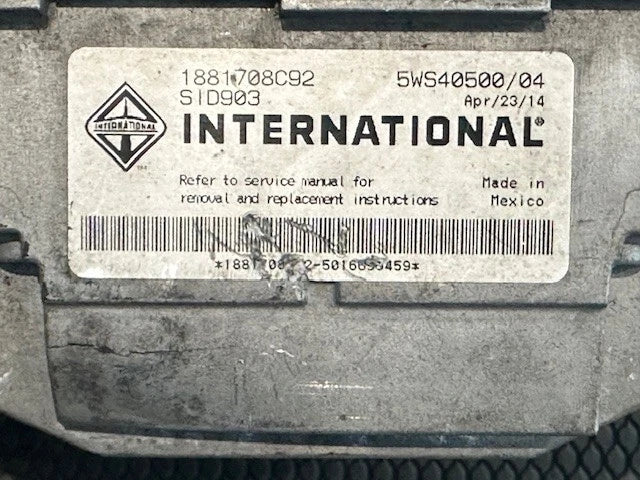 1881708C92 5WS40500/04
SID903 Apr/23/14
INTERNATIONAL INTERNATIONAL®
Refer to service manual for Made in
removal and replacement instructions Mexico